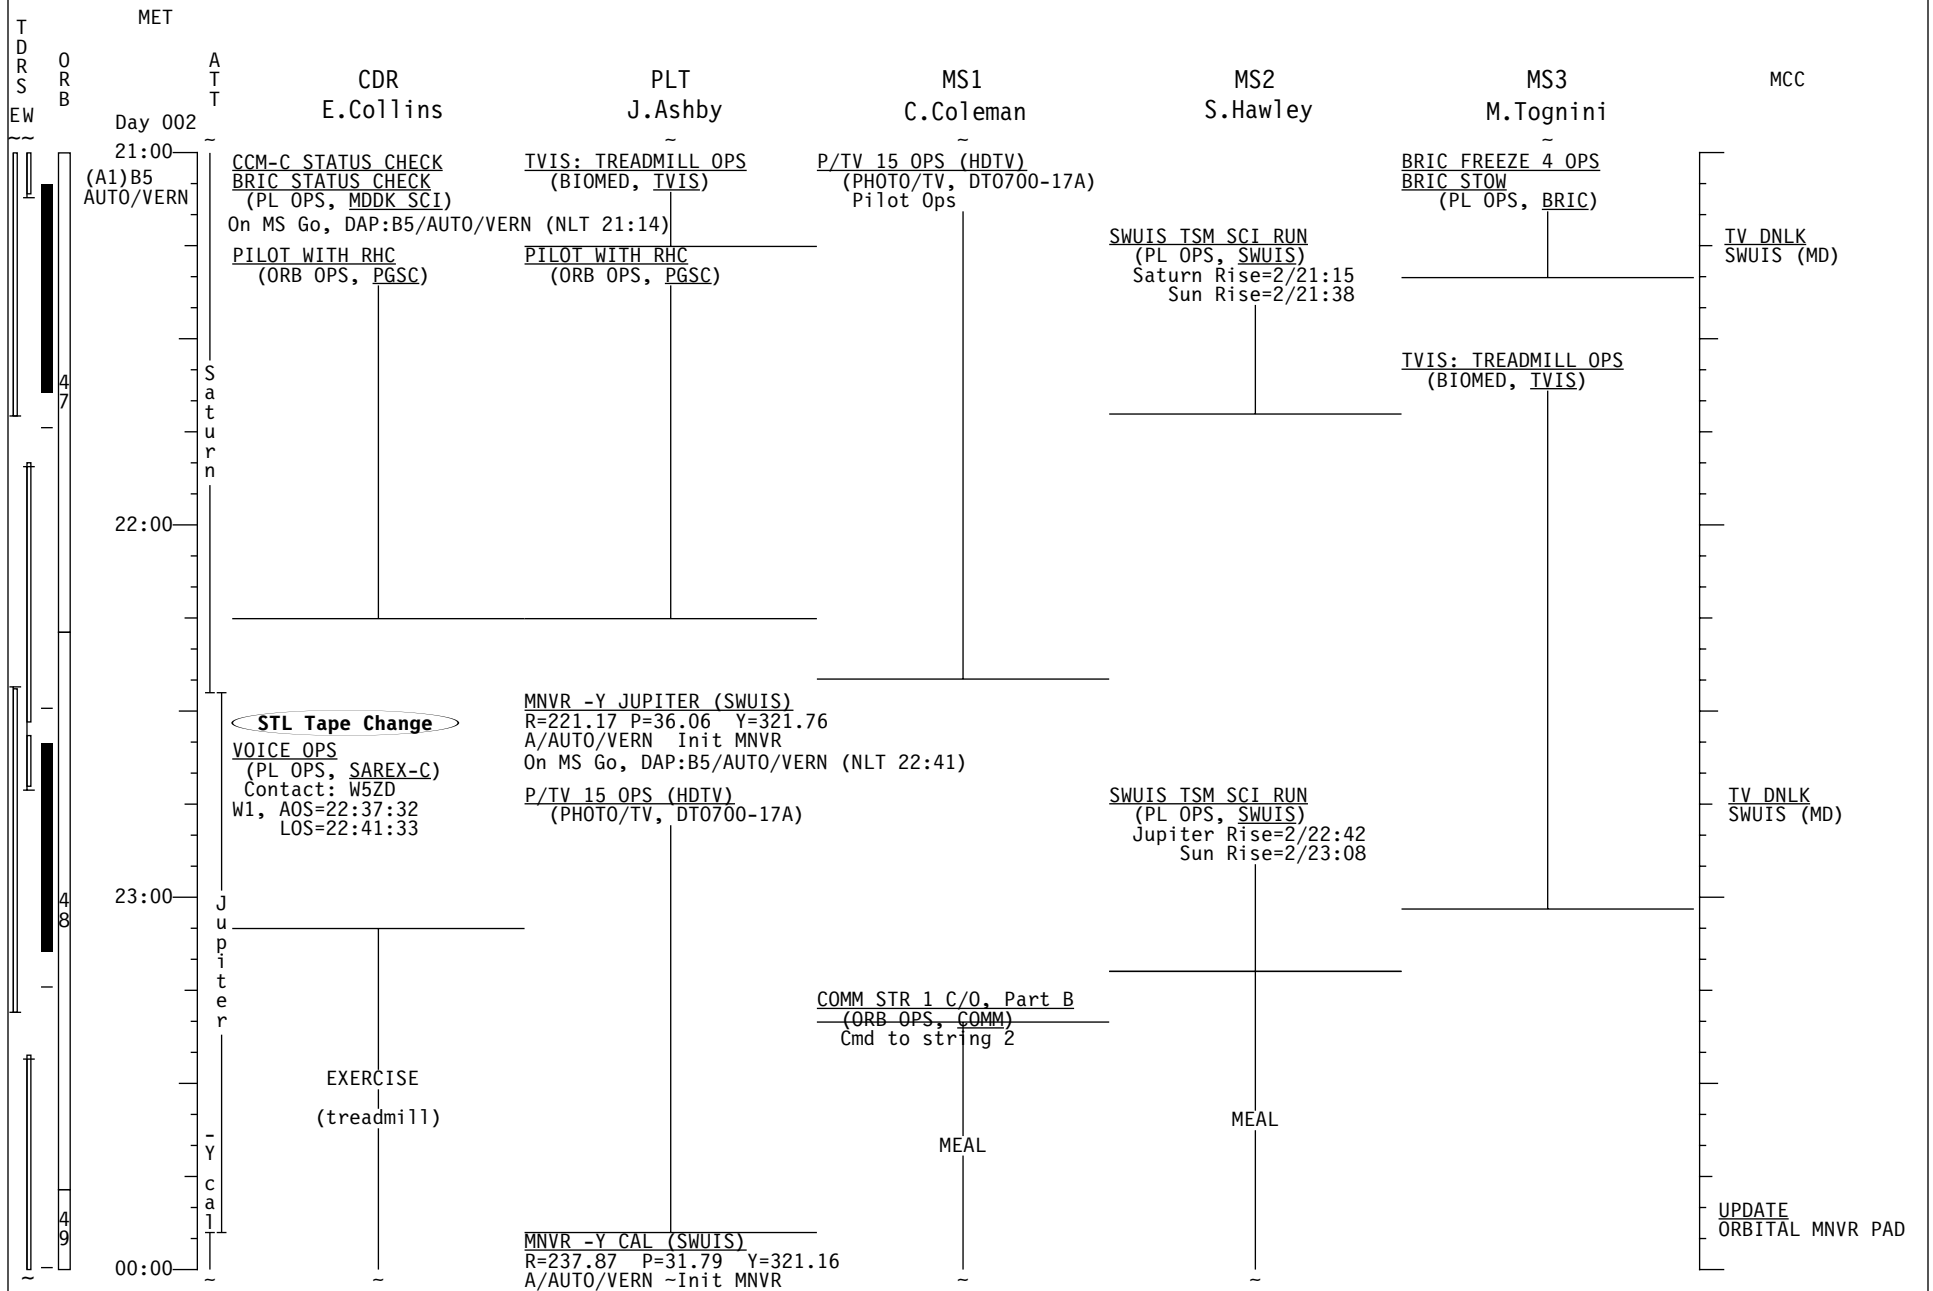 MET
TDRS
EW
ORB
Day 002
ATT
CDR
E.Collins
PLT
J.Ashby
MS1
C.Coleman
MS2
S.Hawley
MS3
M.Tognini
MCC
~~
~
~
~
~
21:00
(A1)B5
AUTO/VERN
CCM-C STATUS CHECK
BRIC STATUS CHECK
(PL OPS, MDDK SCI)
On MS Go, DAP:B5/AUTO/VERN (NLT 21:14)
PILOT WITH RHC
(ORB OPS, PGSC)
TVIS: TREADMILL OPS
(BIOMED, TVIS)
PILOT WITH RHC
(ORB OPS, PGSC)
P/TV 15 OPS (HDTV)
(PHOTO/TV, DTO700-17A)
Pilot Ops
SWUIS TSM SCI RUN
(PL OPS, SWUIS)
Saturn Rise=2/21:15
Sun Rise=2/21:38
BRIC FREEZE 4 OPS
BRIC STOW
(PL OPS, BRIC)
TV DNLK
SWUIS (MD)
TVIS: TREADMILL OPS
(BIOMED, TVIS)
47
Saturn
22:00
STL Tape Change
VOICE OPS
(PL OPS, SAREX-C)
Contact: W5ZD
W1, AOS=22:37:32
LOS=22:41:33
MNVR -Y JUPITER (SWUIS)
R=221.17 P=36.06 Y=321.76
A/AUTO/VERN Init MNVR
On MS Go, DAP:B5/AUTO/VERN (NLT 22:41)
P/TV 15 OPS (HDTV)
(PHOTO/TV, DTO700-17A)
SWUIS TSM SCI RUN
(PL OPS, SWUIS)
Jupiter Rise=2/22:42
Sun Rise=2/23:08
TV DNLK
SWUIS (MD)
48
23:00
Jupiter
COMM STR 1 C/O, Part B
(ORB OPS, COMM)
Cmd to string 2
EXERCISE
(treadmill)
MEAL
MEAL
-Y cal
49
UPDATE
ORBITAL MNVR PAD
MNVR -Y CAL (SWUIS)
R=237.87 P=31.79 Y=321.16
A/AUTO/VERN ~Init MNVR
00:00
~
~
~
~
~